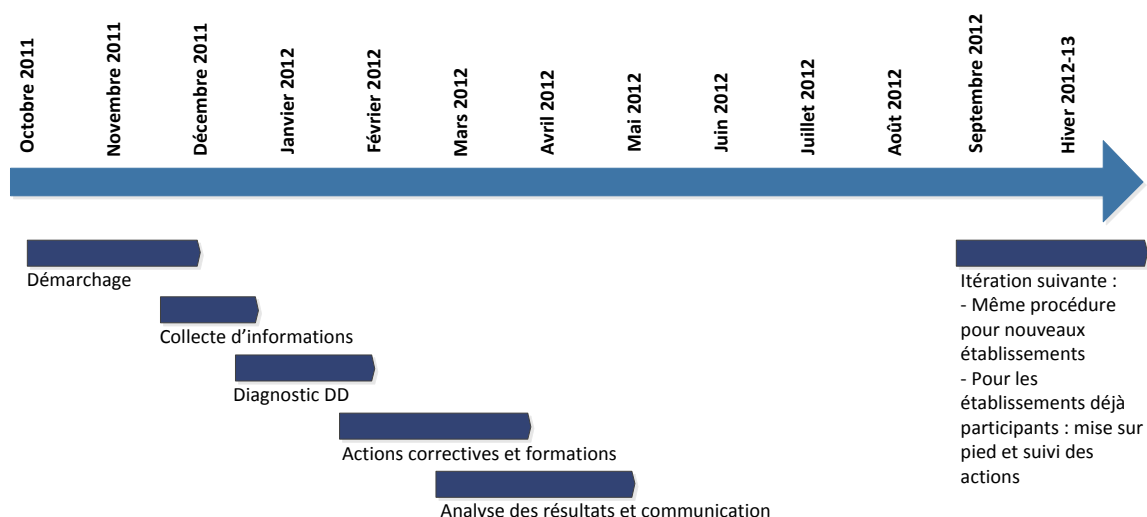 Octobre 2011
Novembre 2011
Décembre 2011
Janvier 2012
Février 2012
Mars 2012
Avril 2012
Mai 2012
Juin 2012
Juillet 2012
Août 2012
Septembre 2012
Hiver 2012-13
Démarchage
Collecte d’informations
Diagnostic DD
Actions correctives et formations
Analyse des résultats et communication
Itération suivante :
- Même procédure
pour nouveaux
établissements
- Pour les
établissements déjà
participants : mise sur
pied et suivi des
actions